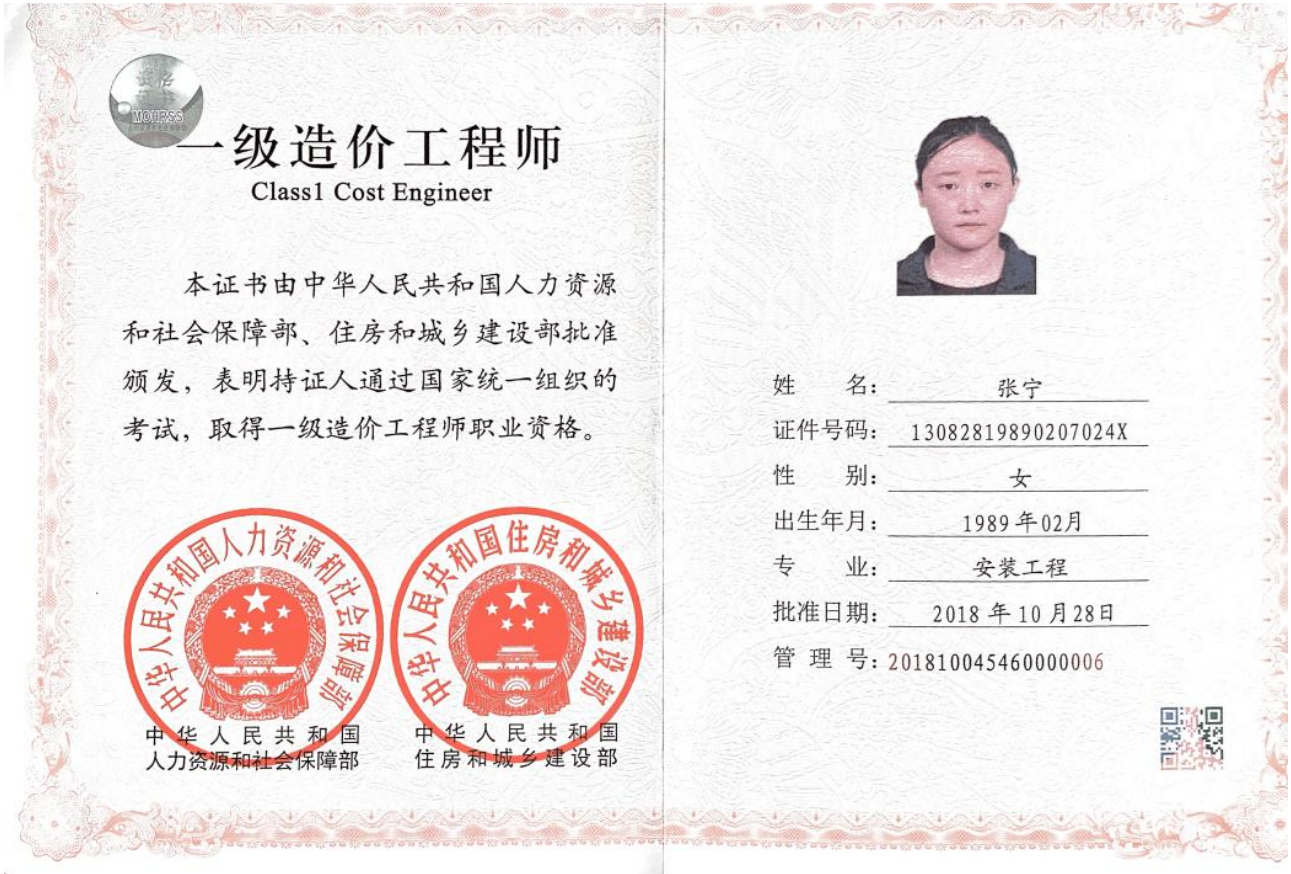 MOHRSS
一级造价工程师
Class1 Cost Engineer
本证书由中华人民共和国人力资源
和社会保障部、住房和城乡建设部批准
颁发，表明持证人通过国家统一组织的
考试，取得一级造价工程师职业资格。
中华人民共和国人力资源和社会保障部
中华人民共和国住房和城乡建设部
中华人民共和国
人力资源和社会保障部
中华人民共和国
住房和城乡建设部
姓 名：张宁
证件号码：13082819890207024X
性 别：女
出生年月：1989年02月
专 业：安装工程
批准日期：2018年10月28日
管 理 号：201810045460000006